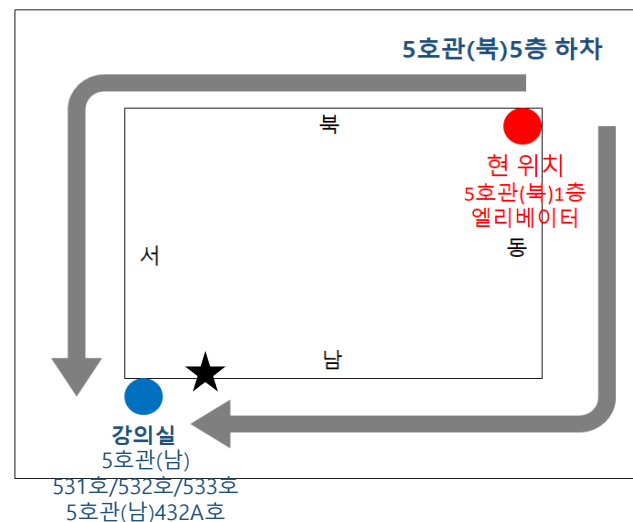 5호관(북)5층 하차
북
현 위치
5호관(북)1층
엘리베이터
서
동
남
강의실
5호관(남)
531호/532호/533호
5호관(남)432A호